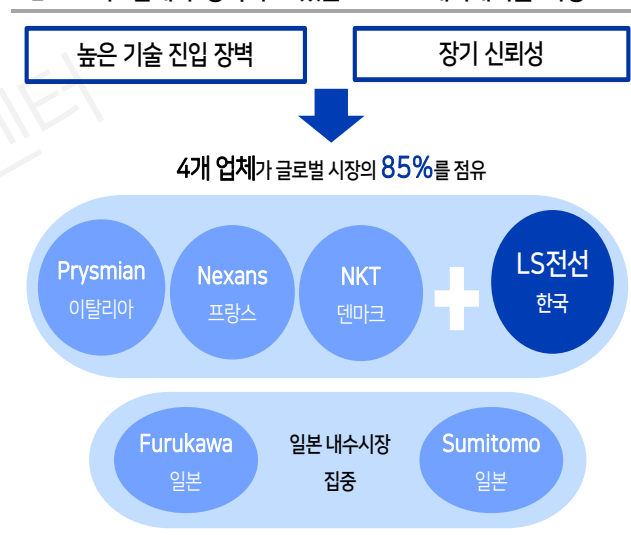 높은 기술 진입 장벽
장기 신뢰성
4개 업체가 글로벌 시장의 85%를 점유
Prysmian
이탈리아
Nexans
프랑스
NKT
덴마크
LS전선
한국
Furukawa
일본
일본 내수시장
집중
Sumitomo
일본